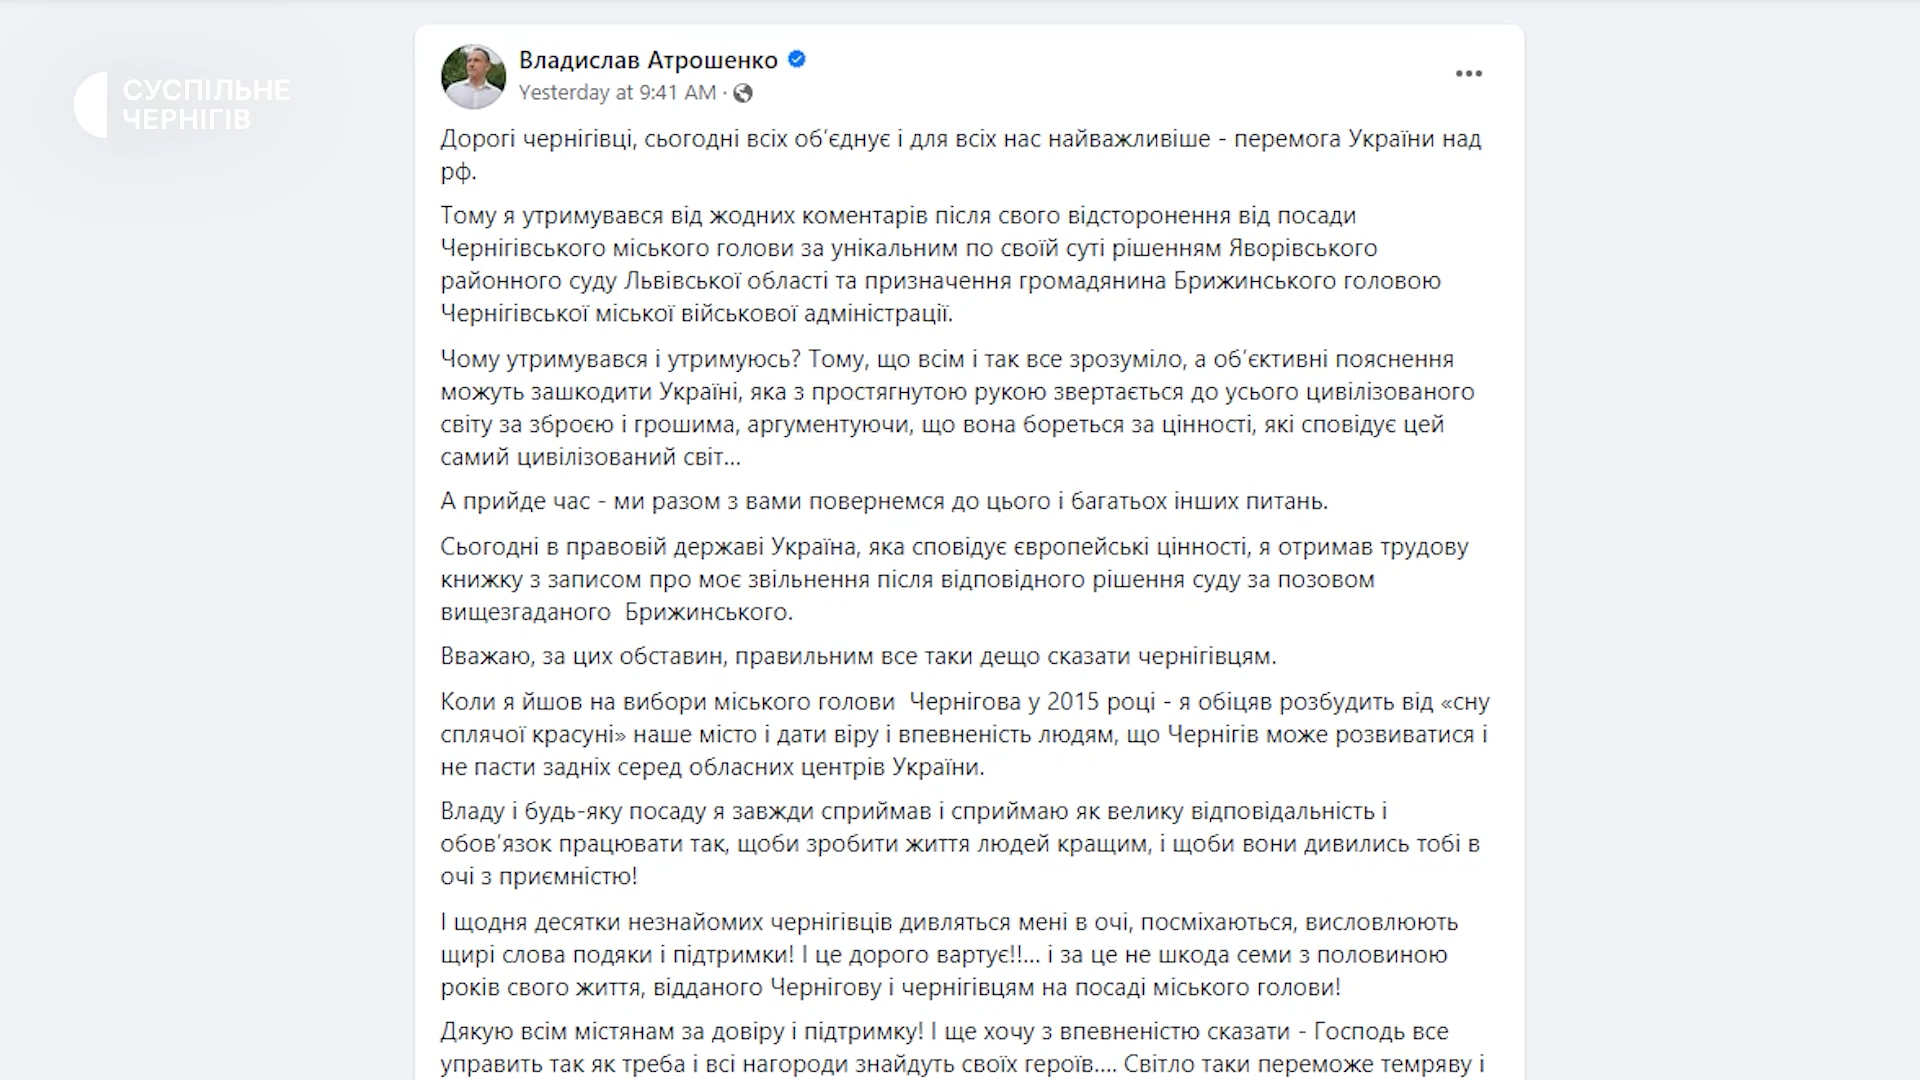 СУСПІЛЬНЕ
ЧЕРНІГІВ
Владислав Атрошенко
Yesterday at 9:41 AM ·
Дорогі чернігівці, сьогодні всіх об’єднує і для всіх нас найважливіше - перемога України над
рф.
Тому я утримувався від жодних коментарів після свого відсторонення від посади
Чернігівського міського голови за унікальним по своїй суті рішенням Яворівського
районного суду Львівської області та призначення громадянина Брижинського головою
Чернігівської міської військової адміністрації.
Чому утримувався і утримуюсь? Тому, що всім і так все зрозуміло, а об’єктивні пояснення
можуть зашкодити Україні, яка з простягнутою рукою звертається до усього цивілізованого
світу за зброєю і грошима, аргументуючи, що вона бореться за цінності, які сповідує цей
самий цивілізований світ...
А прийде час - ми разом з вами повернемся до цього і багатьох інших питань.
Сьогодні в правовій державі Україна, яка сповідує європейські цінності, я отримав трудову
книжку з записом про моє звільнення після відповідного рішення суду за позовом
вищезгаданого  Брижинського.
Вважаю, за цих обставин, правильним все таки дещо сказати чернігівцям.
Коли я йшов на вибори міського голови  Чернігова у 2015 році - я обіцяв розбудить від «сну
сплячої красуні» наше місто і дати віру і впевненість людям, що Чернігів може розвиватися і
не пасти задніх серед обласних центрів України.
Владу і будь-яку посаду я завжди сприймав і сприймаю як велику відповідальність і
обов’язок працювати так, щоби зробити життя людей кращим, і щоби вони дивились тобі в
очі з приємністю!
І щодня десятки незнайомих чернігівців дивляться мені в очі, посміхаються, висловлюють
щирі слова подяки і підтримки! І це дорого вартує!!... і за це не шкода семи з половиною
років свого життя, відданого Чернігову і чернігівцям на посаді міського голови!
Дякую всім містянам за довіру і підтримку! І ще хочу з впевненістю сказати - Господь все
управить так як треба і всі нагороди знайдуть своїх героїв.... Світло таки переможе темряву і